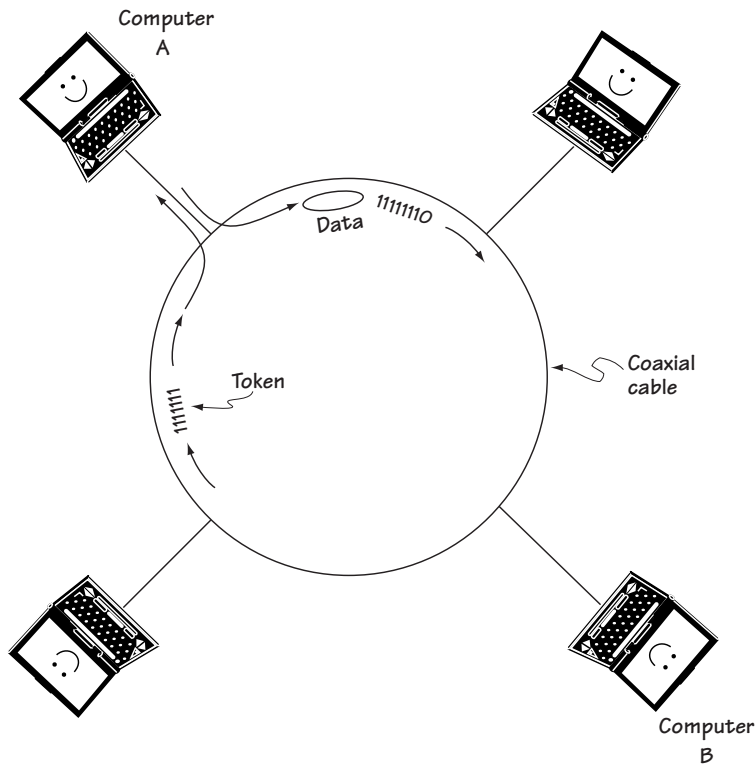 Computer
A
11111110
Data
Coaxial
cable
Token
1111111
Computer
B